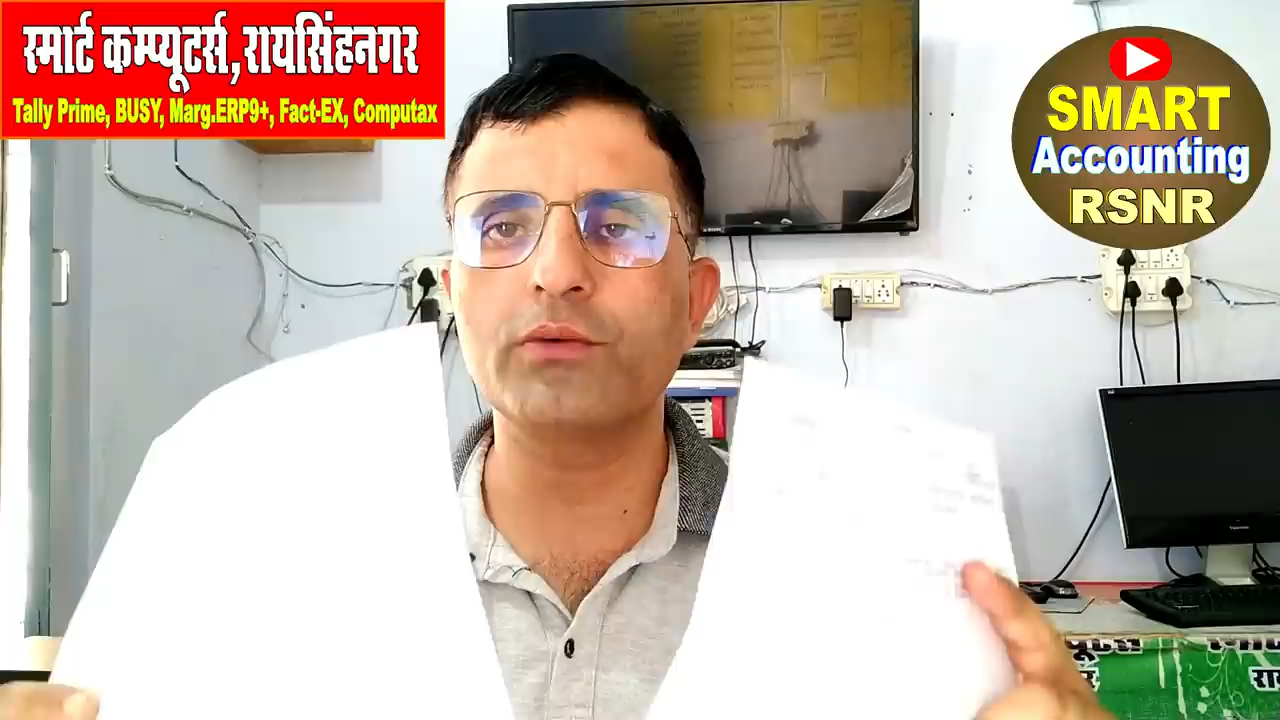 स्मार्ट कम्प्यूटर्स,रायसिंहनगर
Tally Prime, BUSY, Marg.ERP9+, Fact-EX, Computax
SMART
Accounting
RSNR